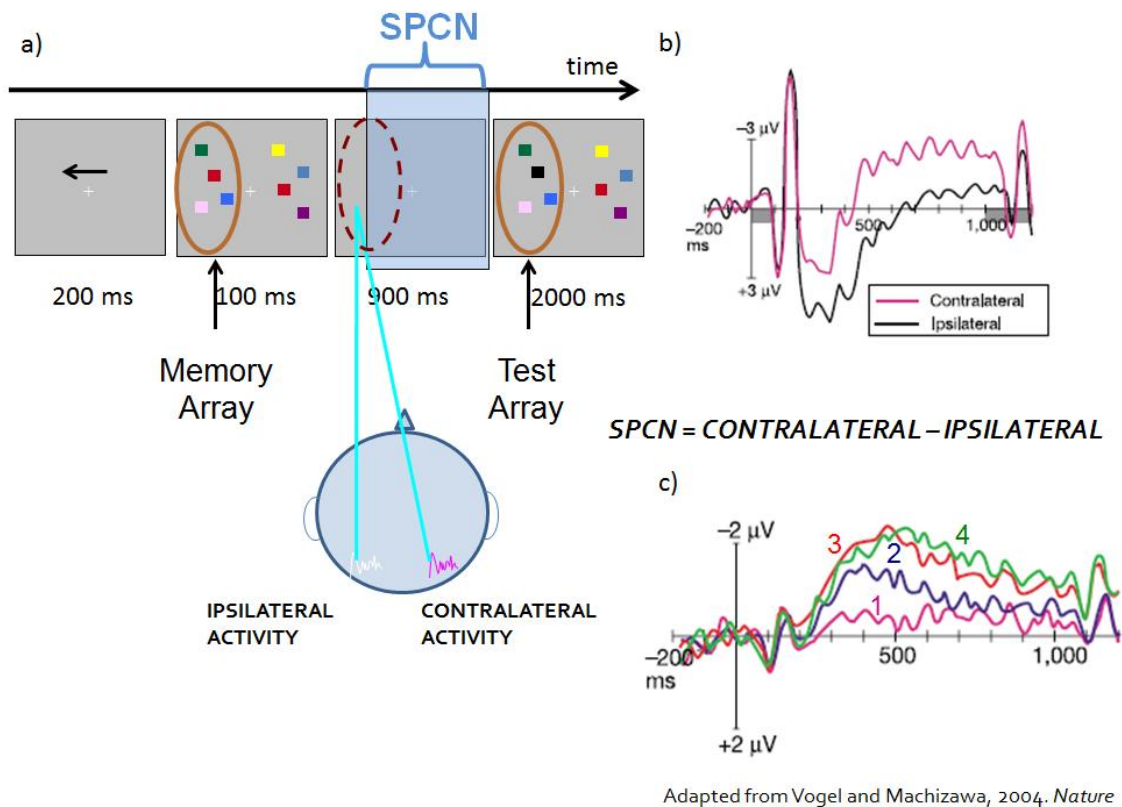 SPCN
a)
time
200 ms
100 ms
900 ms
2000 ms
Memory
Array
Test
Array
IPSILATERAL
ACTIVITY
CONTRALATERAL
ACTIVITY
b)
−3 µV
−200
ms
500
1,000
+3 µV
Contralateral
Ipsilateral
SPCN = CONTRALATERAL – IPSILATERAL
c)
−2 µV
3
4
2
1
−200
ms
500
1,000
+2 µV
Adapted from Vogel and Machizawa, 2004. Nature